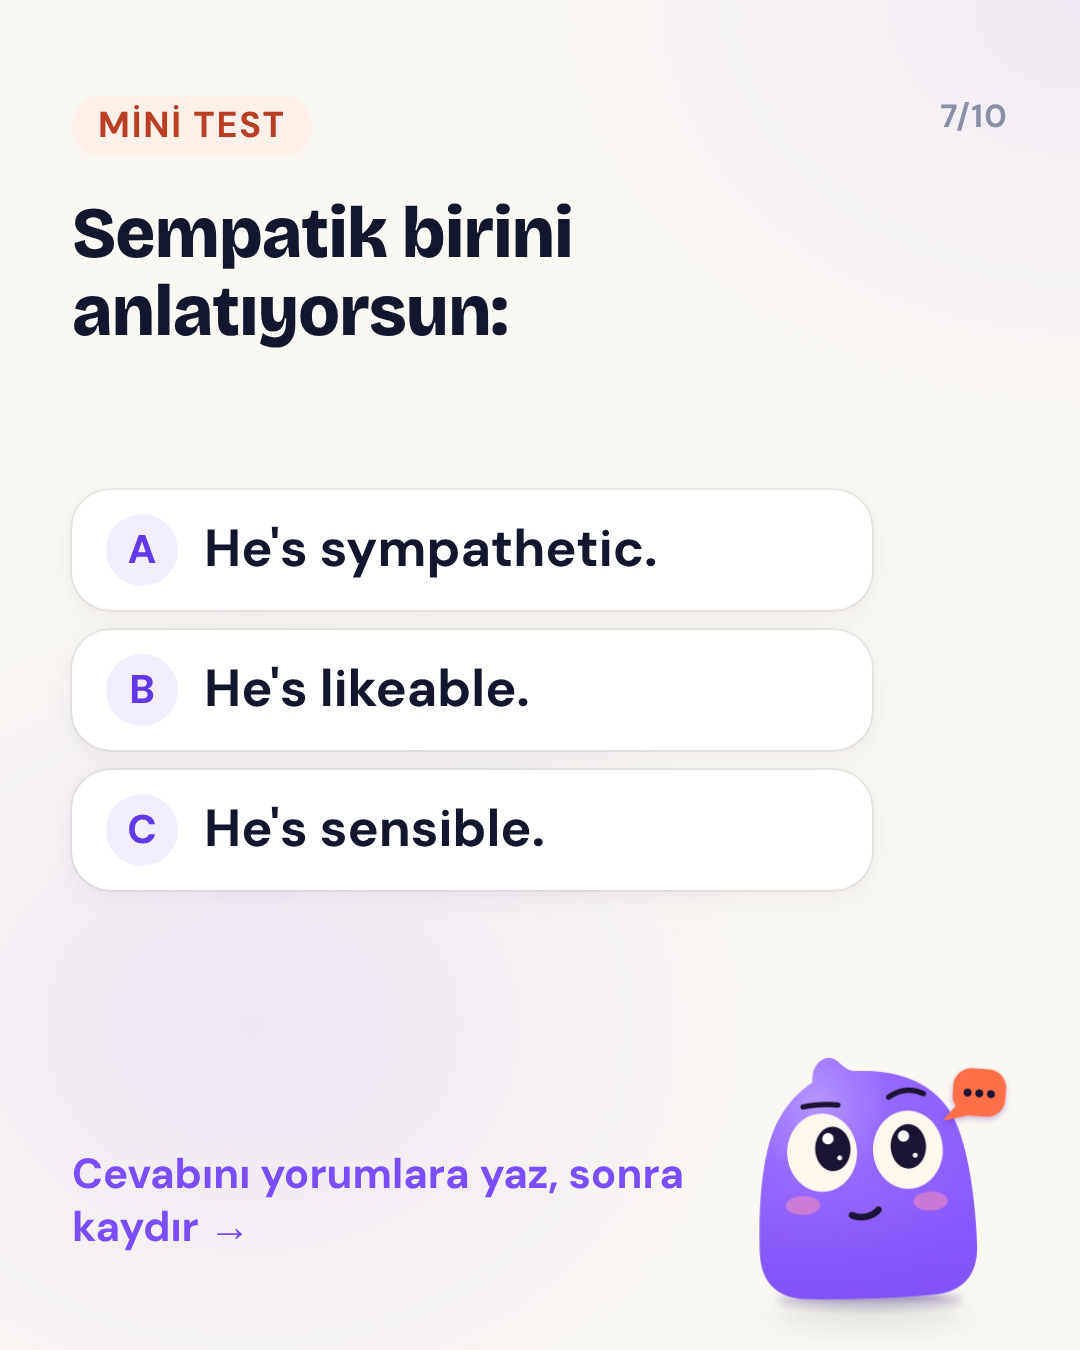 MİNİ TEST
7/10
Sempatik birini
anlatıyorsun:
A He's sympathetic.
B He's likeable.
C He's sensible.
Cevabını yorumlara yaz, sonra
kaydır →